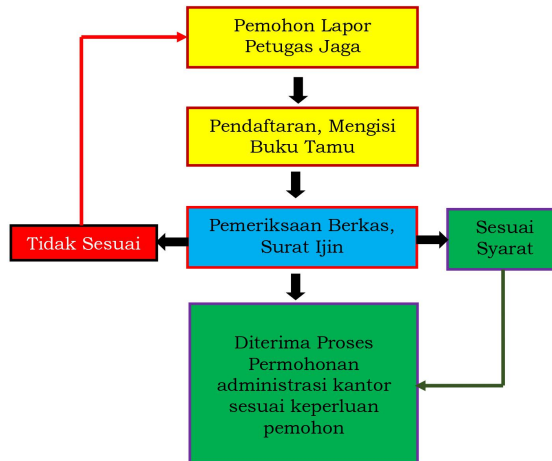 Pemohon Lapor
Petugas Jaga
Pendaftaran, Mengisi
Buku Tamu
Tidak Sesuai
Pemeriksaan Berkas,
Surat Ijin
Sesuai
Syarat
Diterima Proses
Permohonan
administrasi kantor
sesuai keperluan
pemohon